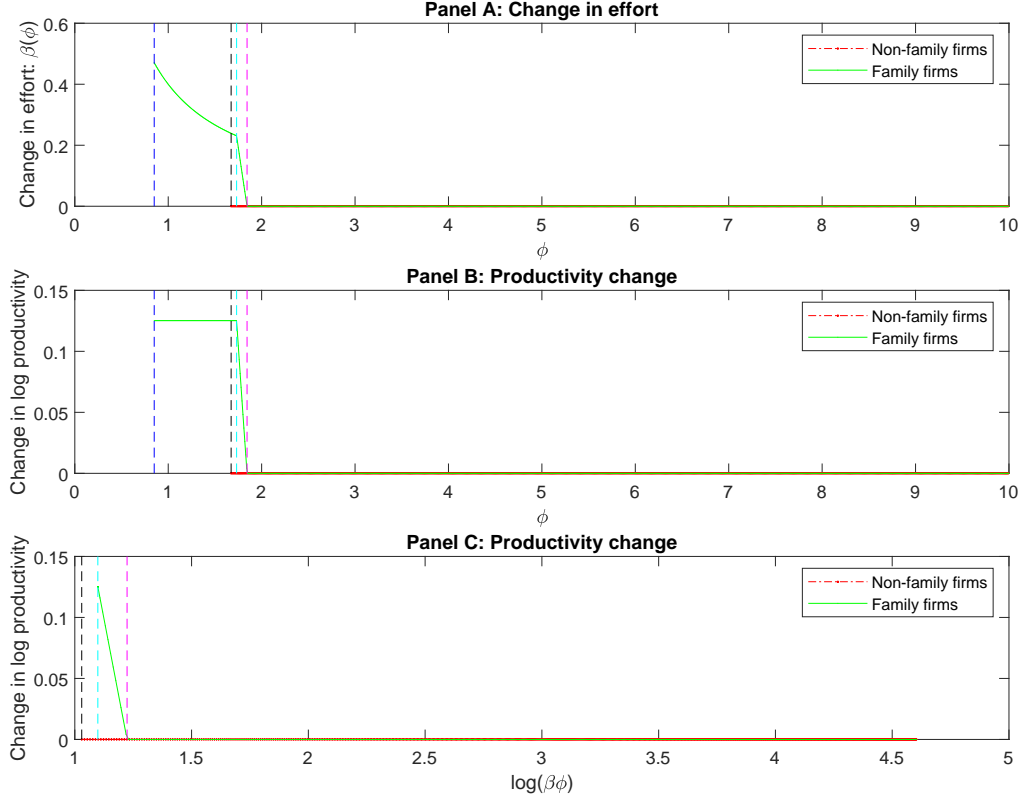 Panel A: Change in effort
Change in effort: β(ϕ)
0.6
0.4
0.2
0
Non-family firms
Family firms
0 1 2 3 4 5 6 7 8 9 10
ϕ
Panel B: Productivity change
Change in log productivity
0.15
0.1
0.05
0
Non-family firms
Family firms
0 1 2 3 4 5 6 7 8 9 10
ϕ
Panel C: Productivity change
Change in log productivity
0.15
0.1
0.05
0
Non-family firms
Family firms
1 1.5 2 2.5 3 3.5 4 4.5 5
log(βϕ)